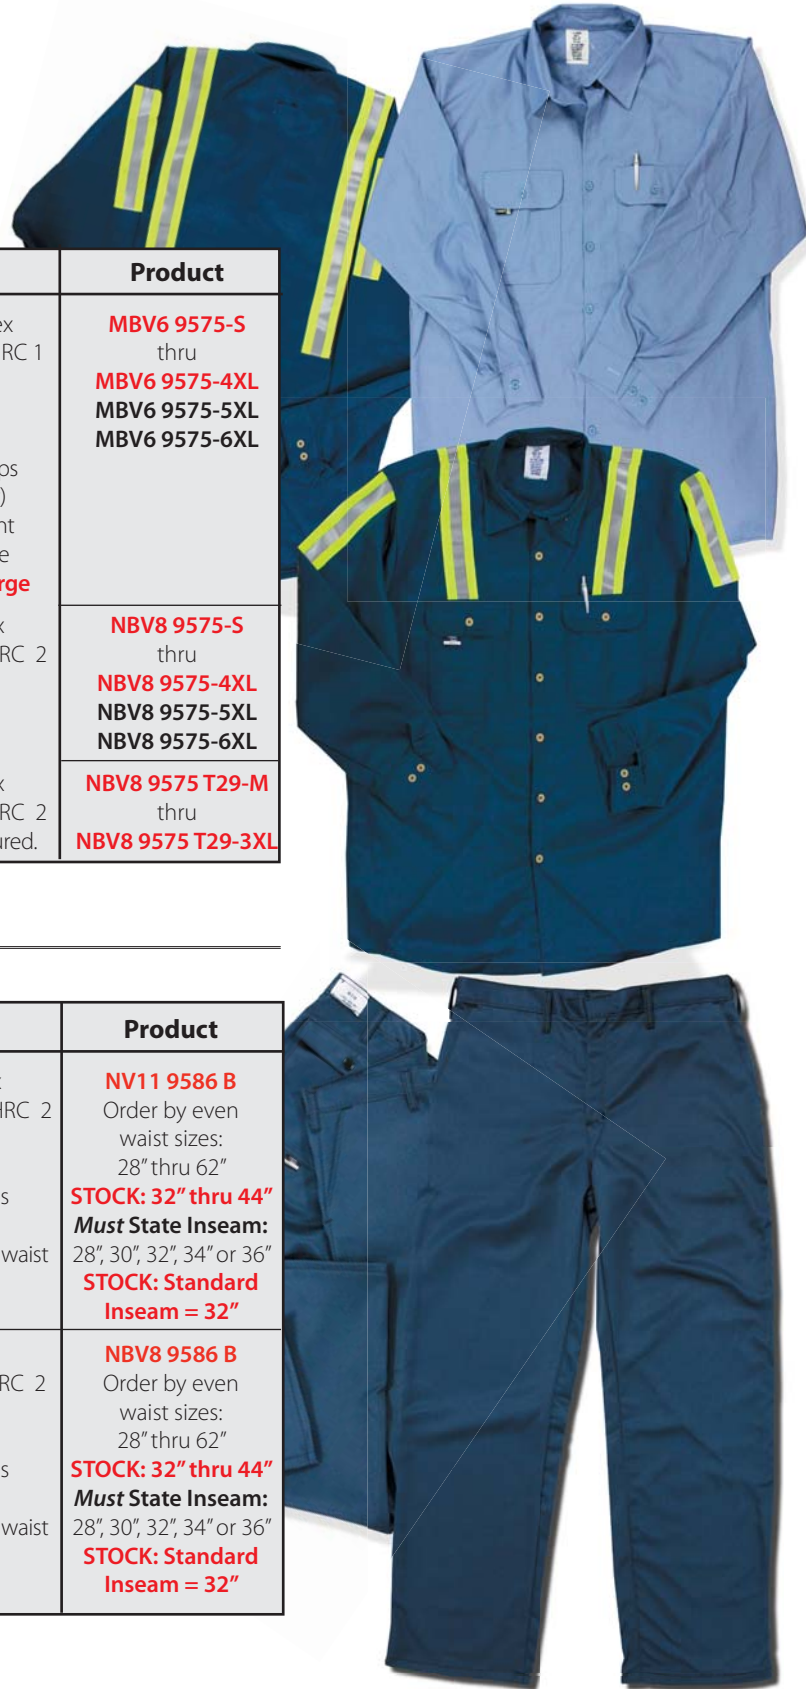 Product
ex
RC 1
ps
)
nt
e
rge
MBV6 9575-S
thru
MBV6 9575-4XL
MBV6 9575-5XL
MBV6 9575-6XL
x
RC 2
NBV8 9575-S
thru
NBV8 9575-4XL
NBV8 9575-5XL
NBV8 9575-6XL
x
RC 2
ured.
NBV8 9575 T29-M
thru
NBV8 9575 T29-3XL
Product
HRC 2
s
waist
NV11 9586 B
Order by even
waist sizes:
28” thru 62”
STOCK: 32” thru 44”
Must State Inseam:
28”, 30”, 32”, 34” or 36”
STOCK: Standard
Inseam = 32”
RC 2
s
waist
NBV8 9586 B
Order by even
waist sizes:
28” thru 62”
STOCK: 32” thru 44”
Must State Inseam:
28”, 30”, 32”, 34” or 36”
STOCK: Standard
Inseam = 32”